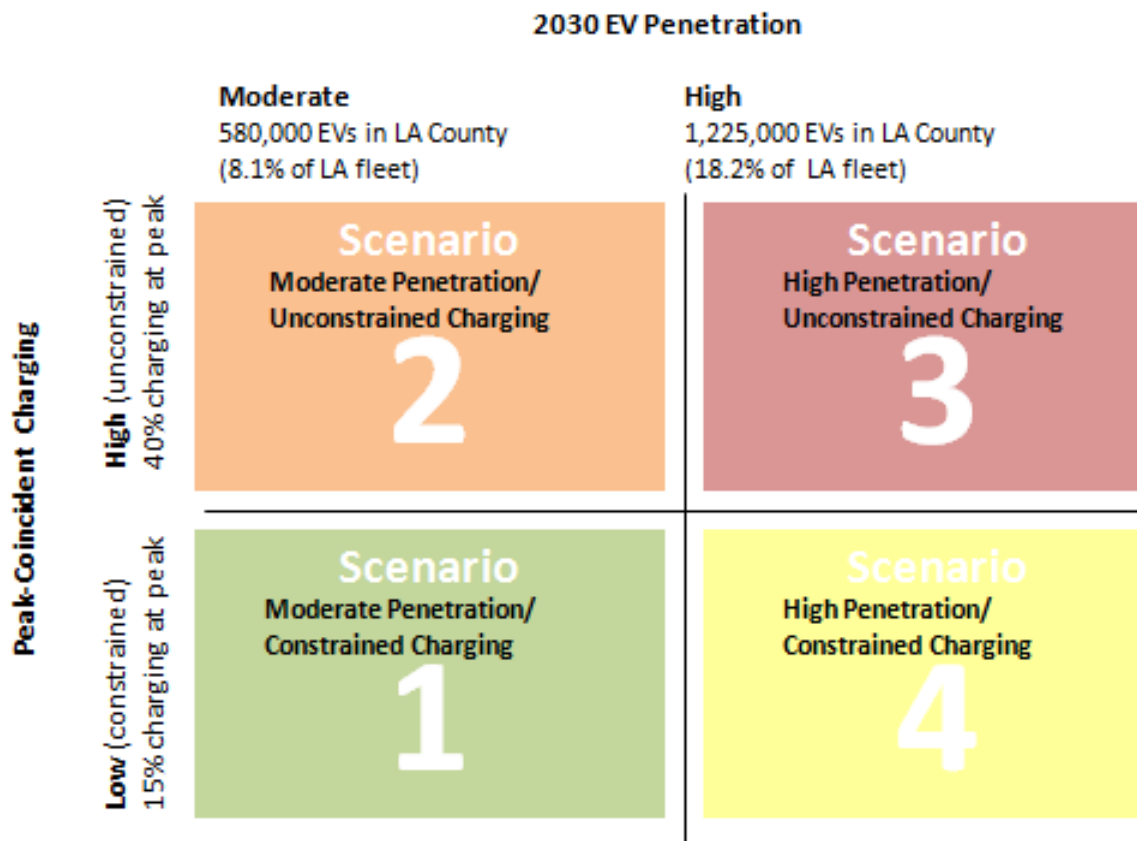 2030 EV Penetration
Moderate
580,000 EVs in LA County
(8.1% of LA fleet)
High
1,225,000 EVs in LA County
(18.2% of LA fleet)
Peak-Coincident Charging
High (unconstrained)
40% charging at peak
Scenario
Moderate Penetration/
Unconstrained Charging
2
Scenario
High Penetration/
Unconstrained Charging
3
Low (constrained)
15% charging at peak
Scenario
Moderate Penetration/
Constrained Charging
1
Scenario
High Penetration/
Constrained Charging
4